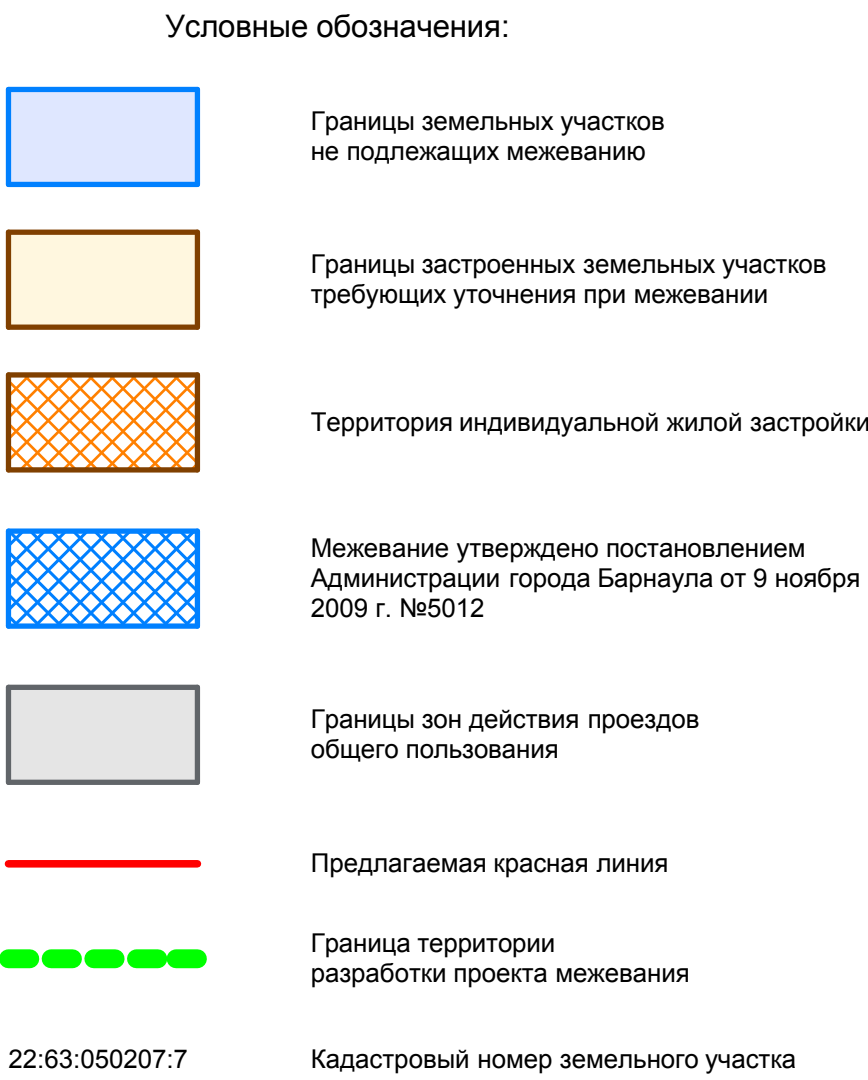 Условные обозначения:
Границы земельных участков
не подлежащих межеванию
Границы застроенных земельных участков
требующих уточнения при межевании
Территория индивидуальной жилой застройки
Межевание утверждено постановлением
Администрации города Барнаула от 9 ноября
2009 г. №5012
Границы зон действия проездов
общего пользования
Предлагаемая красная линия
Граница территории
разработки проекта межевания
22:63:050207:7 Кадастровый номер земельного участка